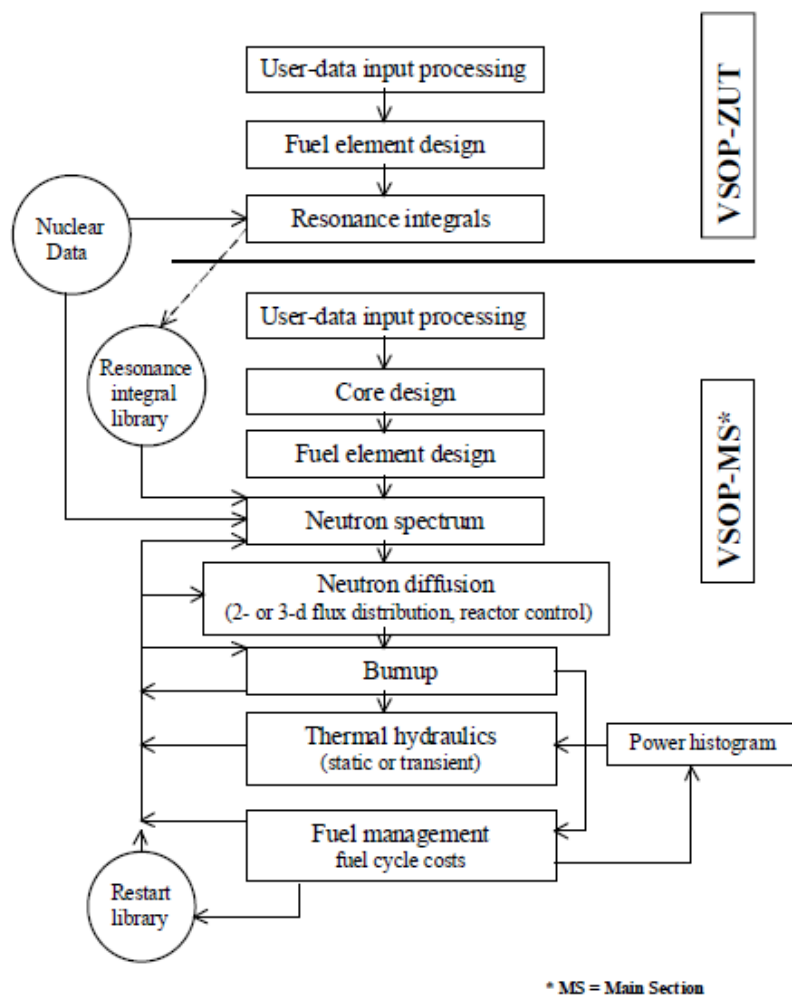 User-data input processing
Fuel element design
Resonance integrals
VSOP-ZUT
Nuclear
Data
User-data input processing
Resonance
integral
library
Core design
Fuel element design
Neutron spectrum
VSOP-MS*
Neutron diffusion
(2- or 3-d flux distribution, reactor control)
Burnup
Thermal hydraulics
(static or transient)
Power histogram
Fuel management
fuel cycle costs
Restart
library
* MS = Main Section